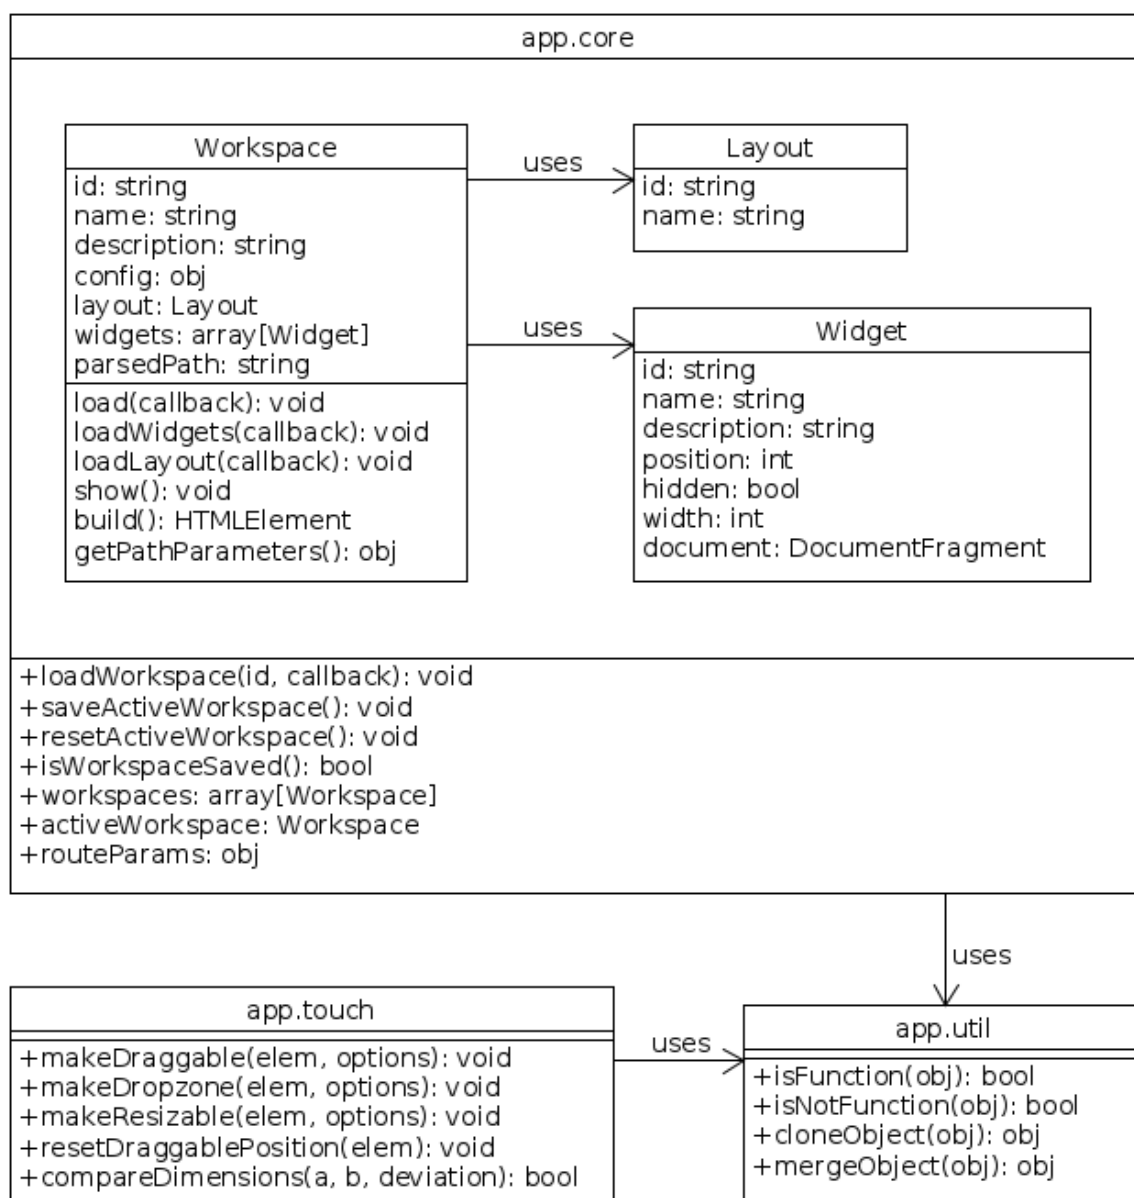 app.core
Workspace
id: string
name: string
description: string
config: obj
layout: Layout
widgets: array[Widget]
parsedPath: string
load(callback): void
loadWidgets(callback): void
loadLayout(callback): void
show(): void
build(): HTMLElement
getPathParameters(): obj
uses
Layout
id: string
name: string
uses
Widget
id: string
name: string
description: string
position: int
hidden: bool
width: int
document: DocumentFragment
+loadWorkspace(id, callback): void
+saveActiveWorkspace(): void
+resetActiveWorkspace(): void
+isWorkspaceSaved(): bool
+workspaces: array[Workspace]
+activeWorkspace: Workspace
+routeParams: obj
uses
app.touch
+makeDraggable(elem, options): void
+makeDropzone(elem, options): void
+makeResizable(elem, options): void
+resetDraggablePosition(elem): void
+compareDimensions(a, b, deviation): bool
uses
app.util
+isFunction(obj): bool
+isNotFunction(obj): bool
+cloneObject(obj): obj
+mergeObject(obj): obj